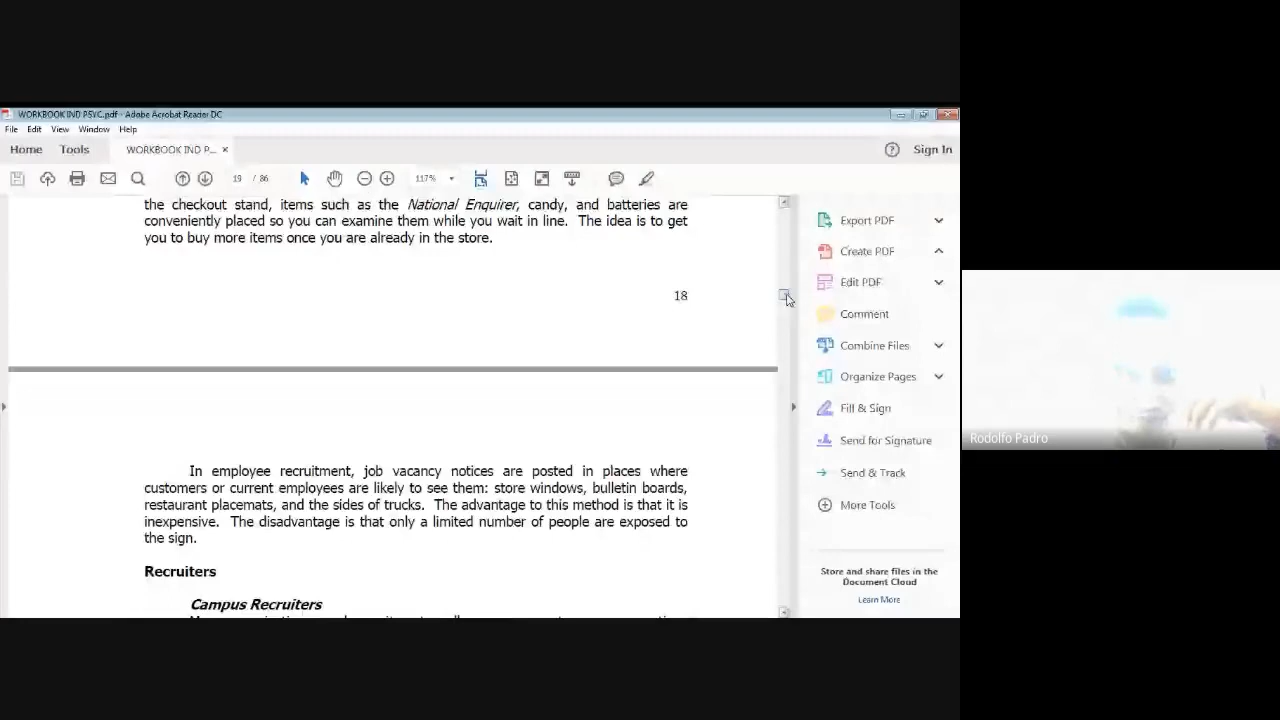 WORKBOOK IND PSYC.pdf - Adobe Acrobat Reader DC
File Edit View Window Help
Home Tools WORKBOOK IND P... × Sign In
19 / 86 117%
the checkout stand, items such as the National Enquirer, candy, and batteries are
conveniently placed so you can examine them while you wait in line. The idea is to get
you to buy more items once you are already in the store.
18
In employee recruitment, job vacancy notices are posted in places where
customers or current employees are likely to see them: store windows, bulletin boards,
restaurant placemats, and the sides of trucks. The advantage to this method is that it is
inexpensive. The disadvantage is that only a limited number of people are exposed to
the sign.
Recruiters
Campus Recruiters
Export PDF
Create PDF
Edit PDF
Comment
Combine Files
Organize Pages
Fill & Sign
Send for Signature
Send & Track
More Tools
Store and share files in the
Document Cloud
Learn More
Rodolfo Padro